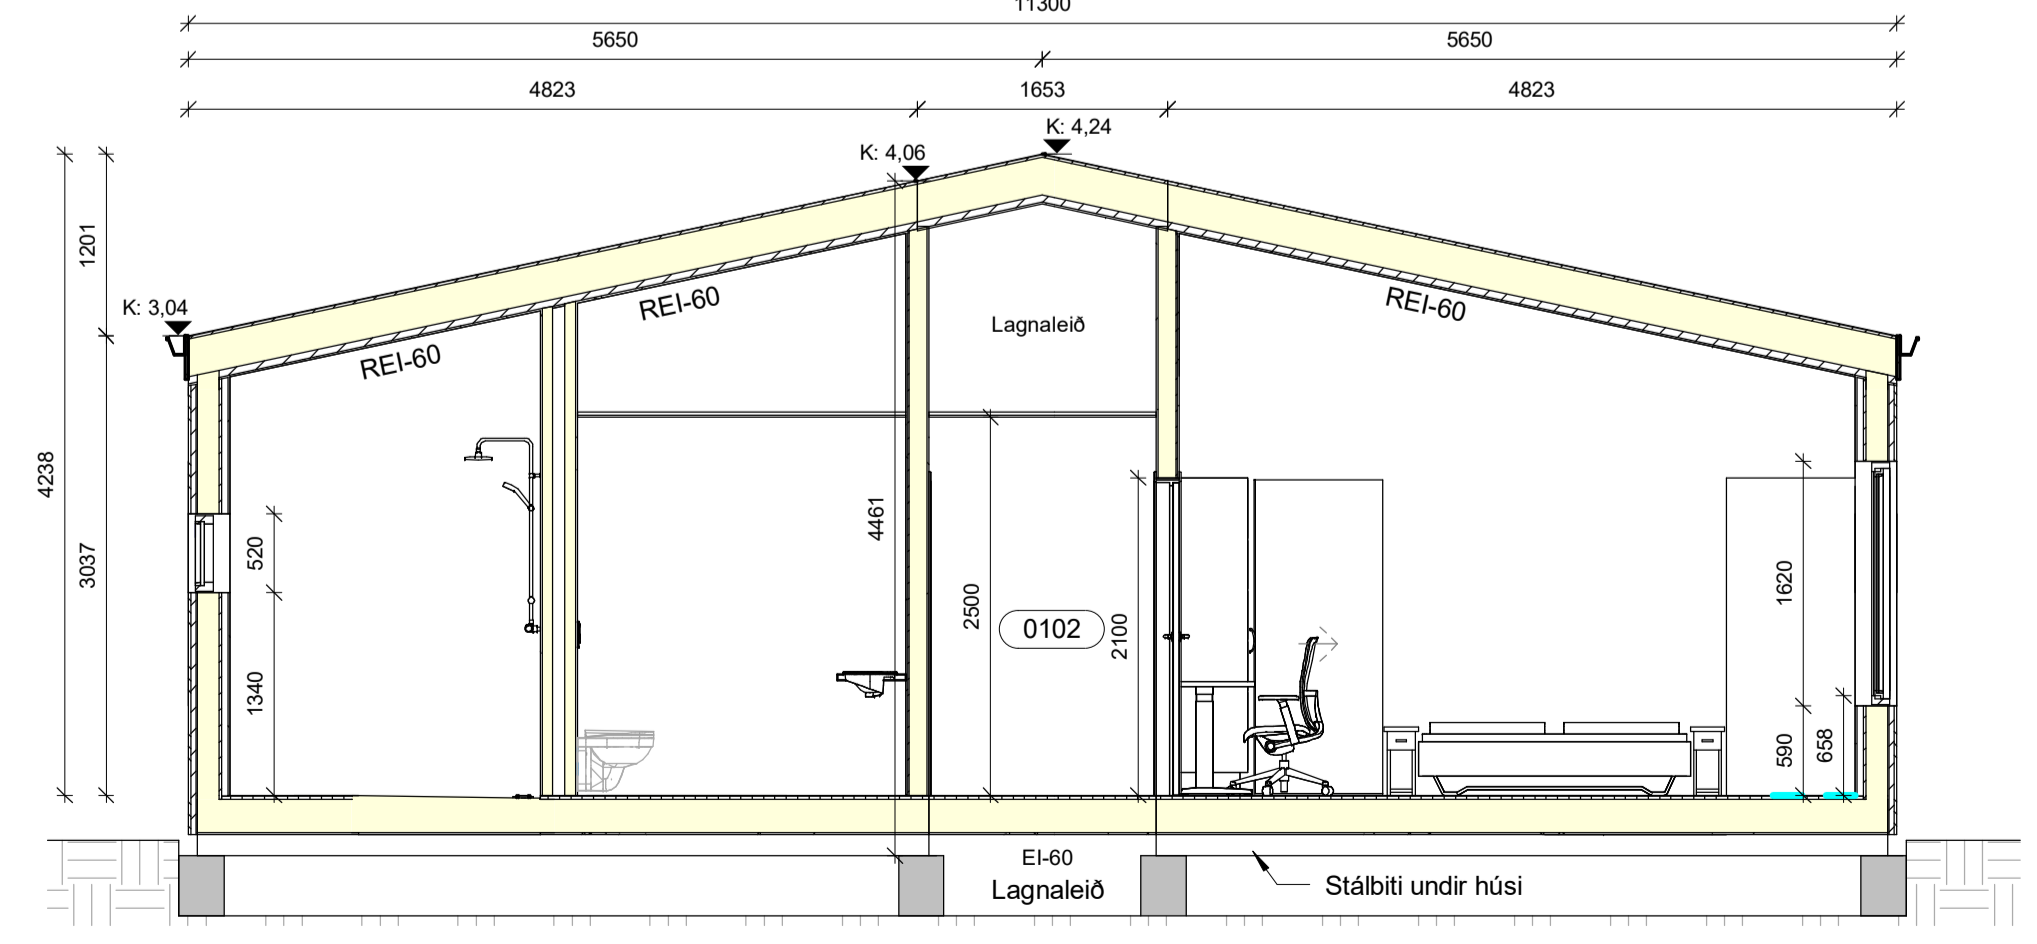 11300
5650
5650
4823
1653
4823
K: 4,24
K: 4,06
K: 3,04
1201
REI-60
REI-60
REI-60
Lagnaleið
4238
3037
520
1340
4461
2500
0102
2100
1620
590
658
EI-60
Lagnaleið
Stálbiti undir húsi